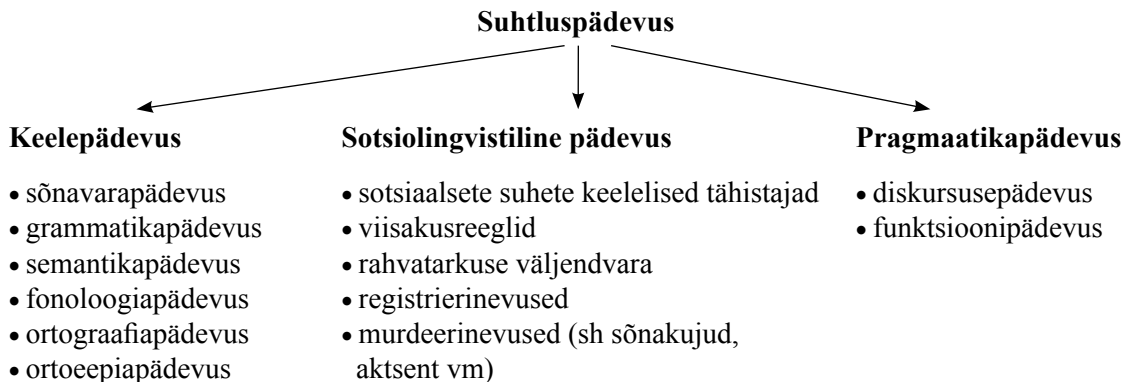 Suhtluspädevus
Keelepädevus
• sõnavarapädevus
• grammatikapädevus
• semantikapädevus
• fonoloogiapädevus
• ortograafiapädevus
• ortoeepiapädevus
Sotsiolingvistiline pädevus
• sotsiaalsete suhete keelelised tähistajad
• viisakusreeglid
• rahvatarkuse väljendvara
• registrierinevused
• murdeerinevused (sh sõnakujud,
aktsent vm)
Pragmaatikapädevus
• diskursusepädevus
• funktsioonipädevus